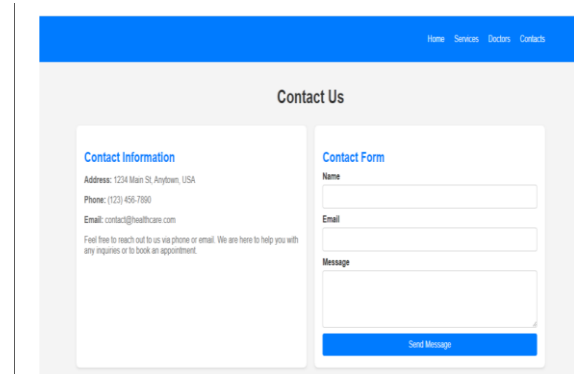 Home Services Doctors Contacts
Contact Us
Contact Information
Address: 1234 Main St, Anytown, USA
Phone: (123) 456-7890
Email: contact@healthcare.com
Feel free to reach out to us via phone or email. We are here to help you with
any inquiries or to book an appointment.
Contact Form
Name
Email
Message
Send Message